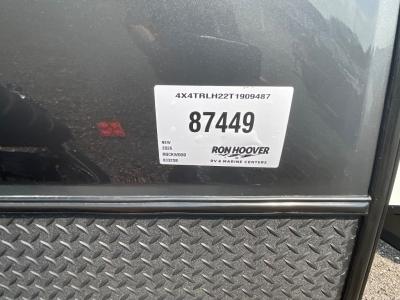 4X4TRLH22T1909487
87449
NEW
2026
ROCKWOOD
RON HOOVER
RV & MARINE CENTERS